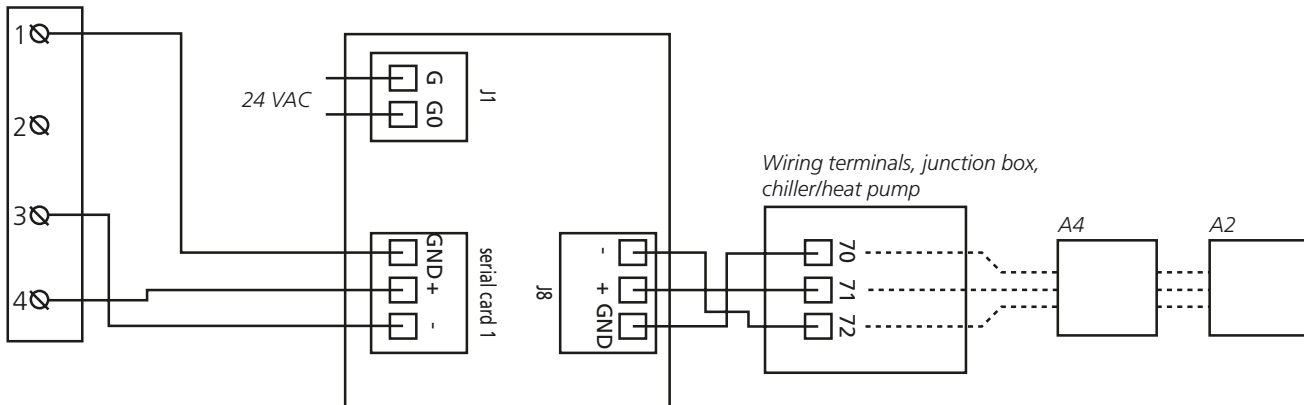 1
2
3
4
24 VAC
G
G0
J1
GND
+
-
serial card 1
-
+
GND
J8
Wiring terminals, junction box,
chiller/heat pump
70
71
72
A4
A2